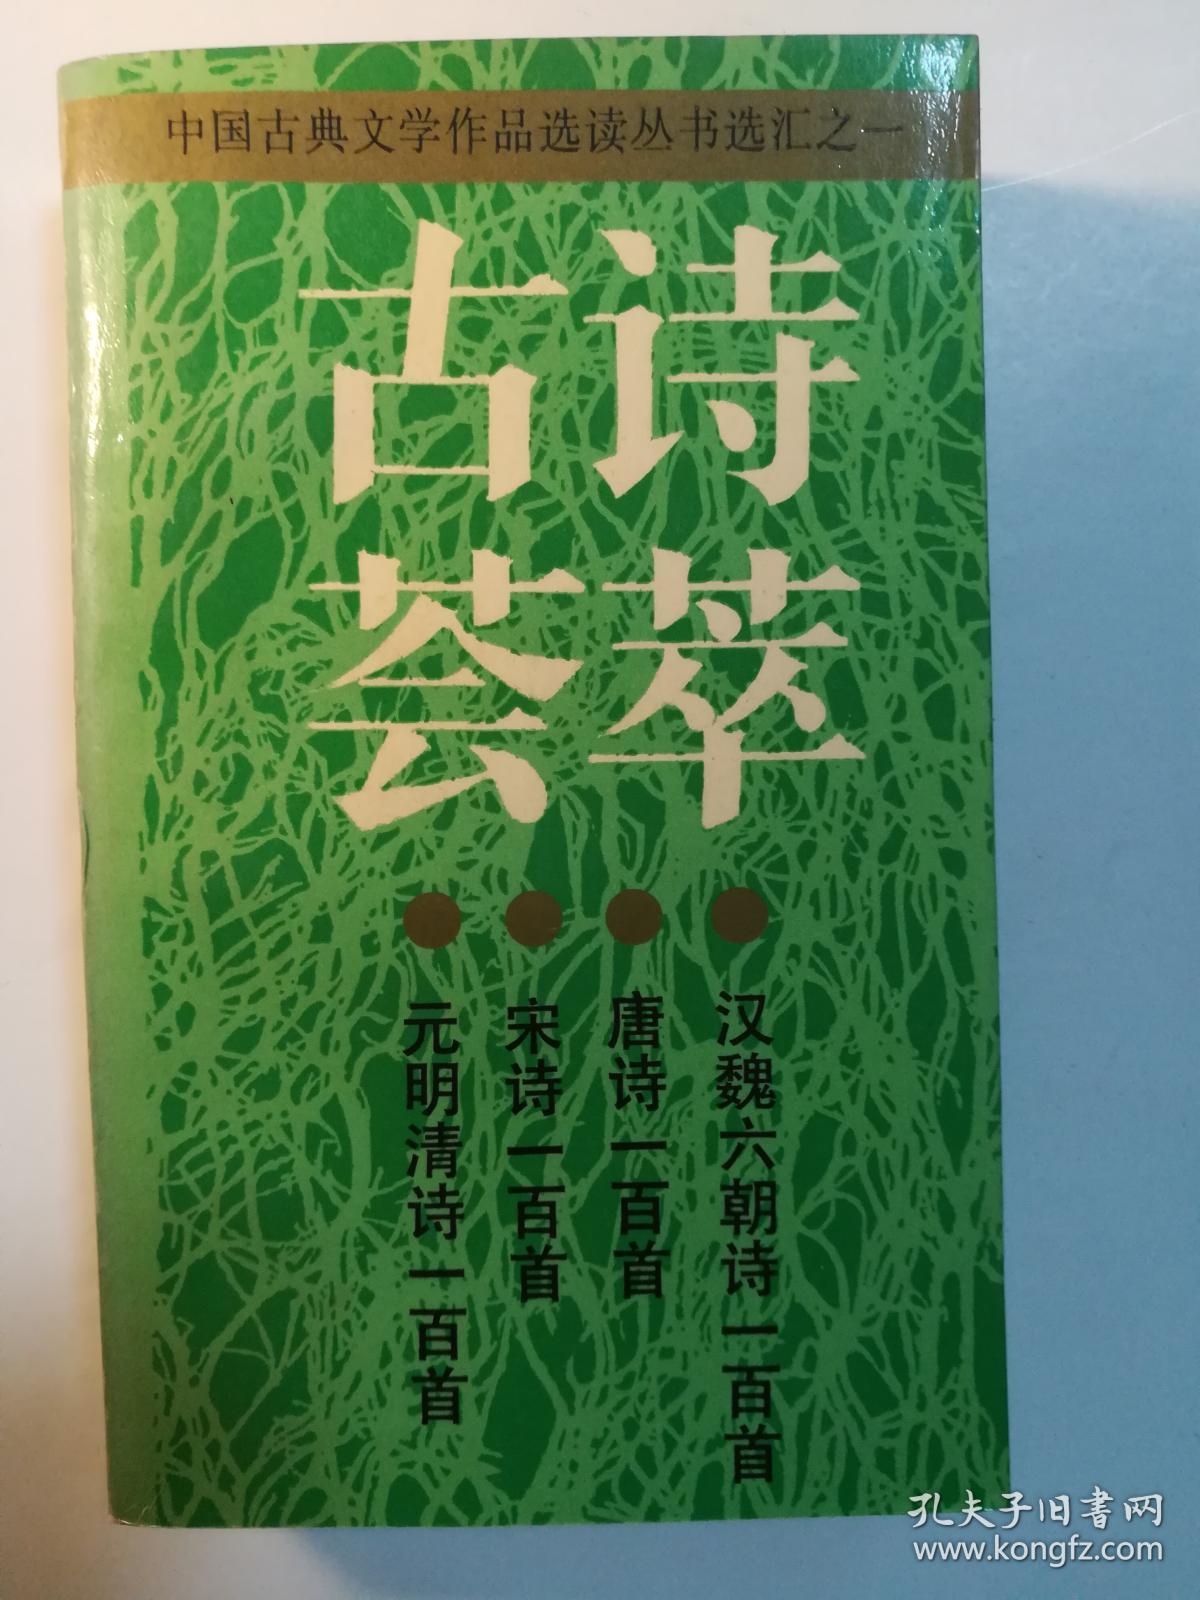 中国古典文学作品选读丛书选汇之一
古诗
荟萃
汉魏六朝诗一百首
唐诗一百首
宋诗一百首
元明清诗一百首
孔夫子旧书网
www.kongfz.com